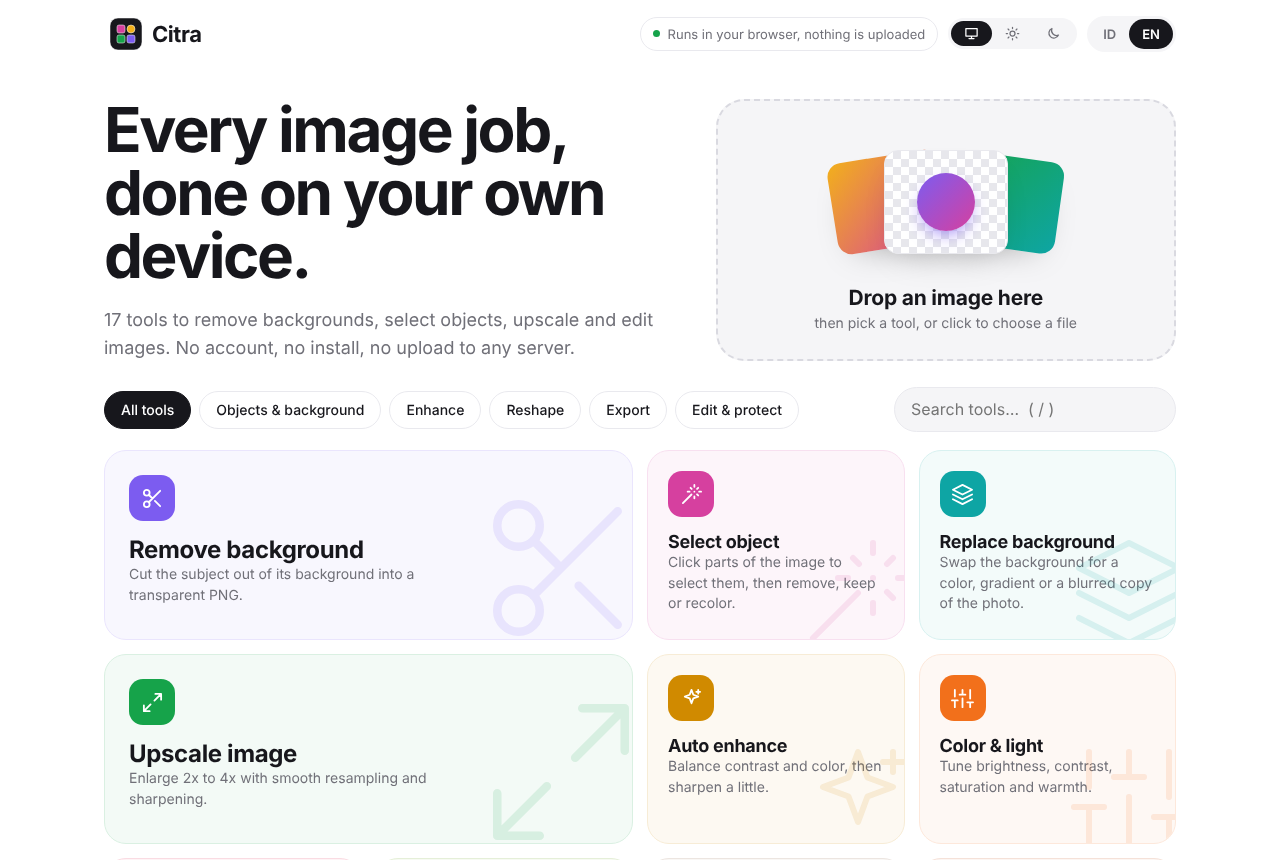 Citra
Runs in your browser, nothing is uploaded
ID
EN
Every image job,
done on your own
device.
17 tools to remove backgrounds, select objects, upscale and edit
images. No account, no install, no upload to any server.
Drop an image here
then pick a tool, or click to choose a file
All tools
Objects & background
Enhance
Reshape
Export
Edit & protect
Search tools... ( / )
Remove background
Cut the subject out of its background into a
transparent PNG.
Select object
Click parts of the image to
select them, then remove, keep
or recolor.
Replace background
Swap the background for a
color, gradient or a blurred copy
of the photo.
Upscale image
Enlarge 2x to 4x with smooth resampling and
sharpening.
Auto enhance
Balance contrast and color, then
sharpen a little.
Color & light
Tune brightness, contrast,
saturation and warmth.